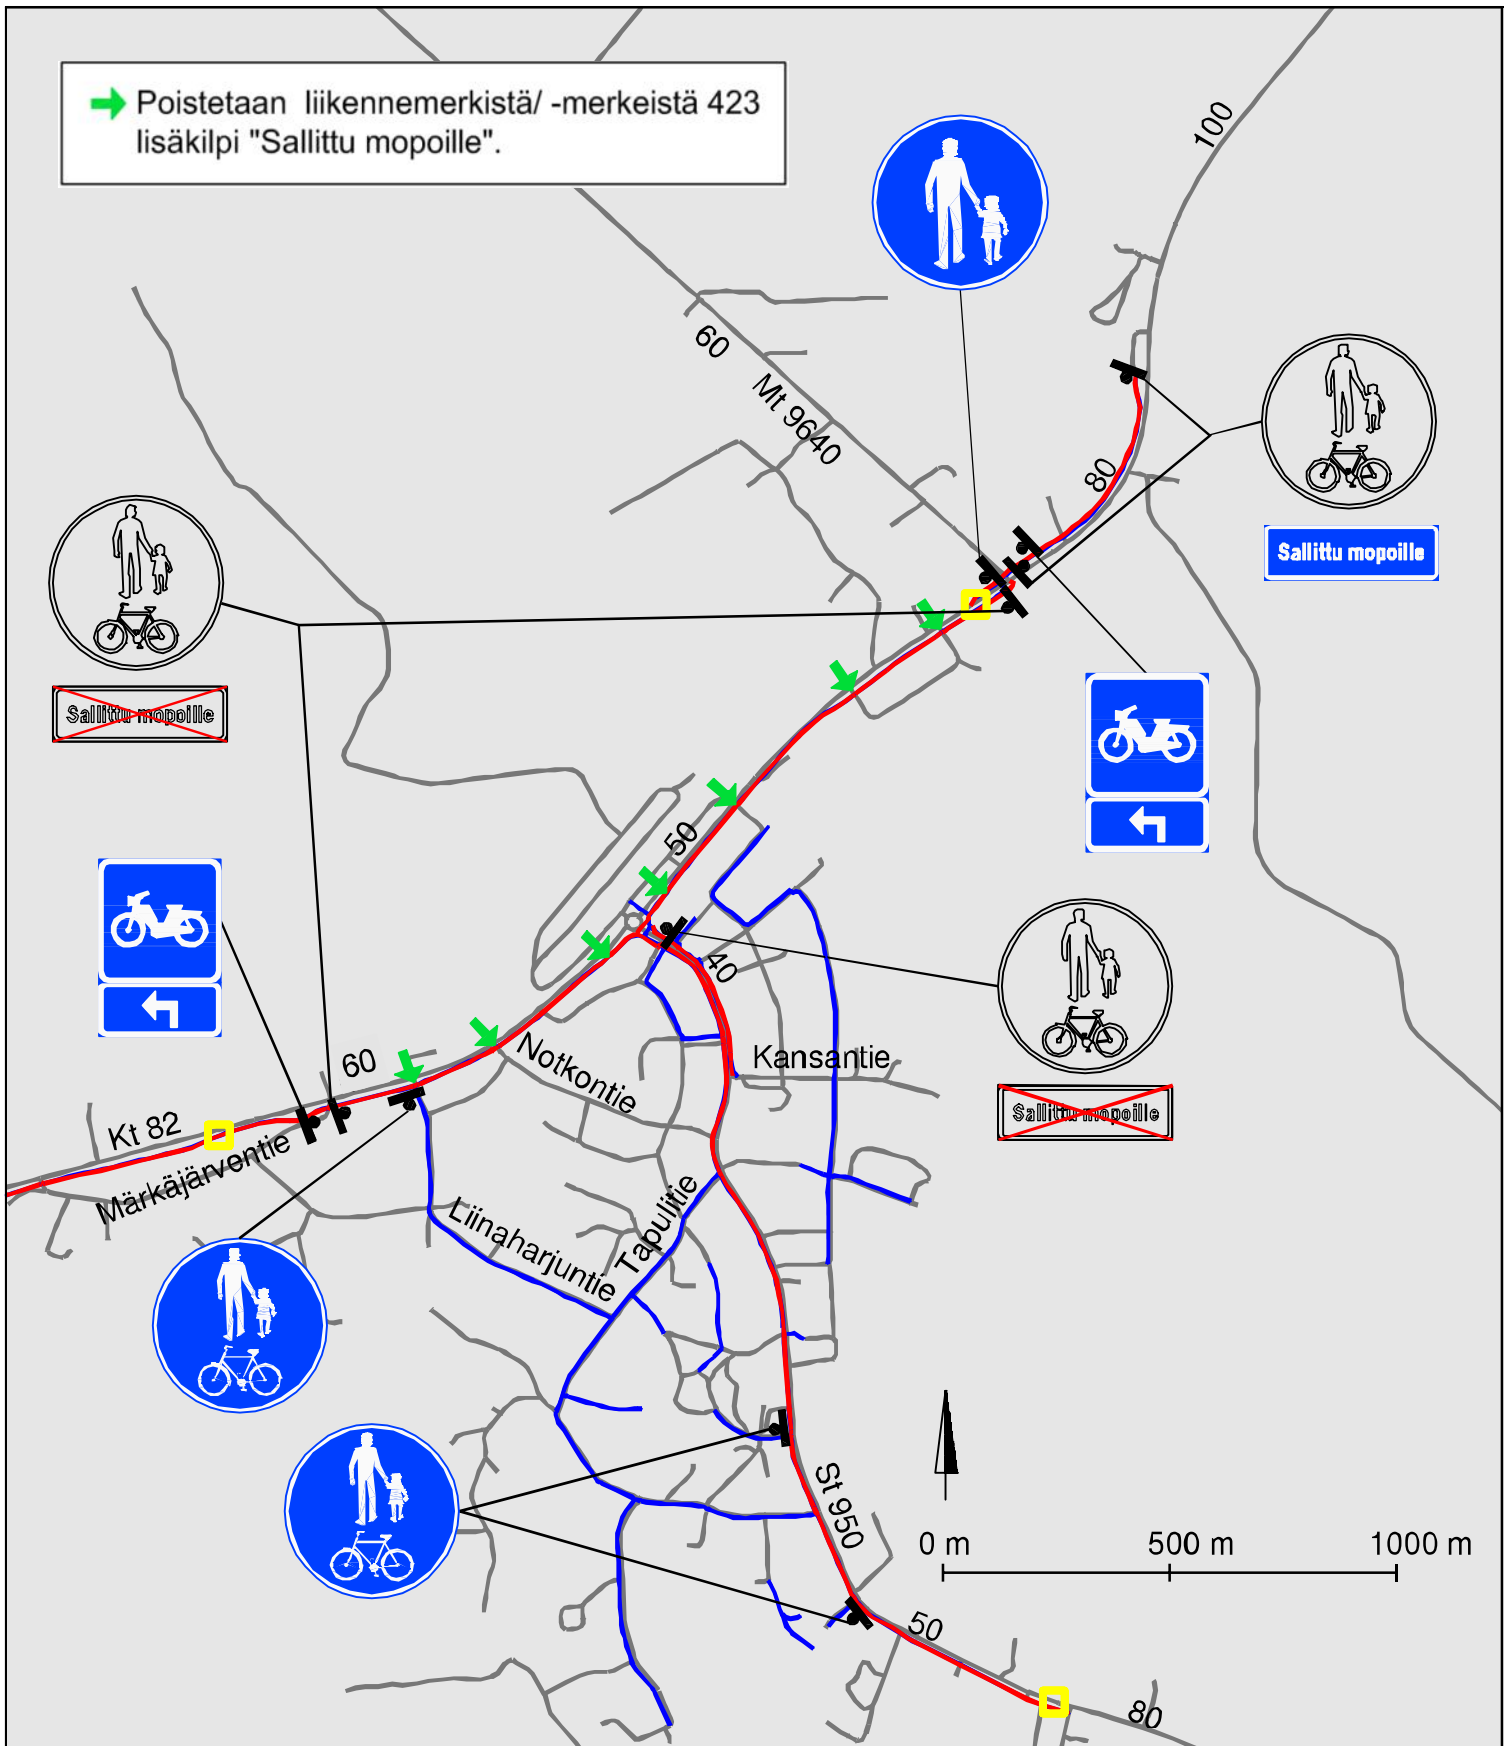 Poistetaan liikennemerkistä/ -merkeistä 423
lisäkilpi "Sallittu mopoille".
100
60
Mt 9640
80
Sallittu mopoille
Sallittu mopoille
50
40
60
Notkontie
Kansantie
Sallittu mopoille
Kt 82
Märkäjärventie
Liinaharjuntie
Tapulitie
St 950
0 m
500 m
1000 m
50
80